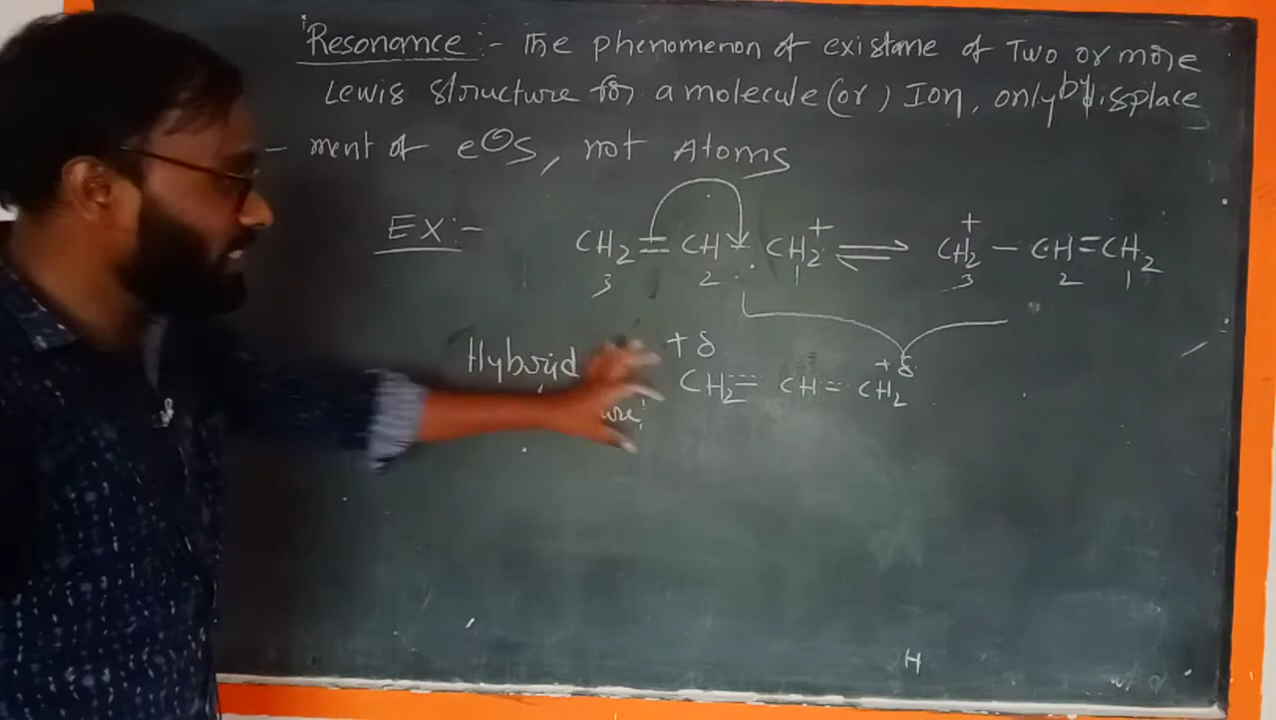 Resonance :- The phenomenon of existane of Two or more
Lewis structure for a molecule (or) Ion, only by displace
- ment of e⊖s, not Atoms
EX:- CH2 = CH - CH2+ ⇌ CH2+ - CH = CH2
3 2 1 3 2 1
Hybrid +δ +δ
CH2 = CH = CH2
H